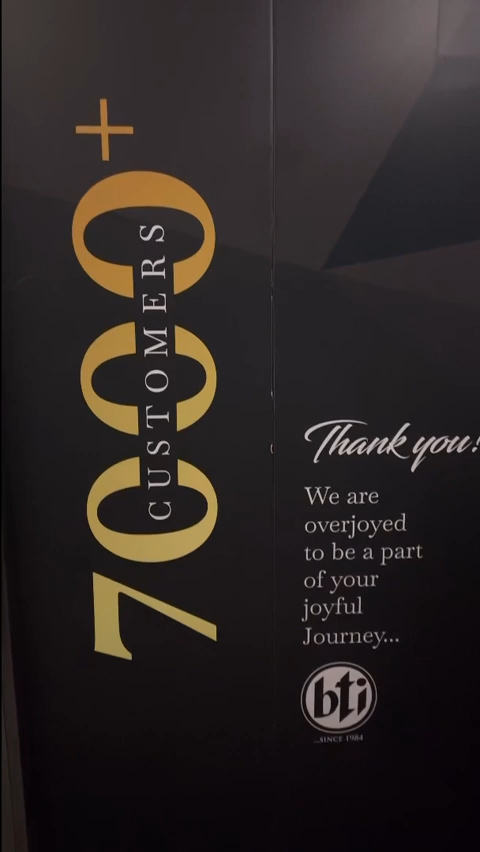 7000+
CUSTOMERS
Thank you!
We are
overjoyed
to be a part
of your
joyful
Journey...
bti
...SINCE 1984